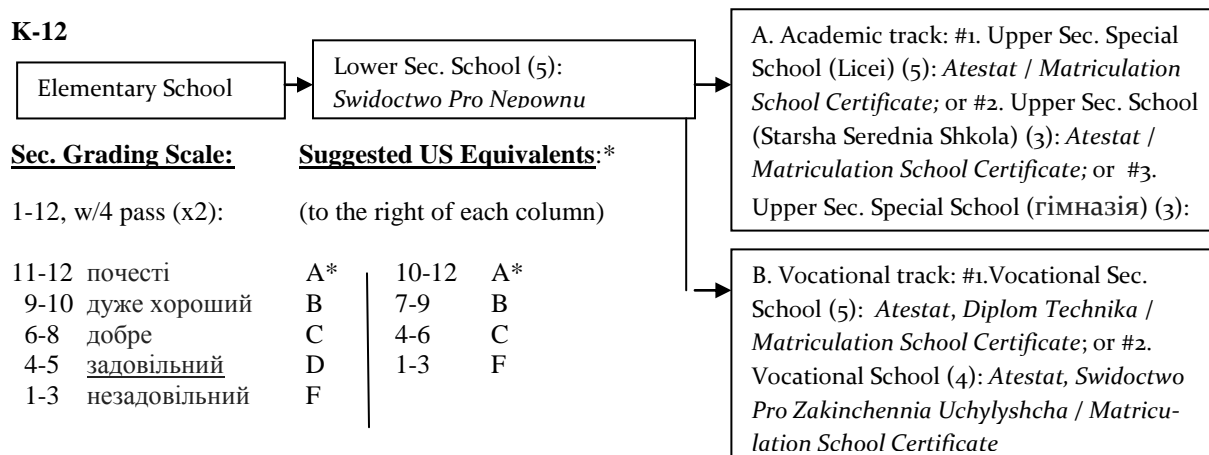 K-12
Elementary School
Lower Sec. School (5):
Swidoctwo Pro Nepownu
A. Academic track: #1. Upper Sec. Special
School (Licei) (5): Atestat / Matriculation
School Certificate; or #2. Upper Sec. School
(Starsha Serednia Shkola) (3): Atestat /
Matriculation School Certificate; or #3.
Upper Sec. Special School (гімназія) (3):
Sec. Grading Scale: Suggested US Equivalents:*
1-12, w/4 pass (x2): (to the right of each column)
11-12 почесті A* 10-12 A*
9-10 дуже хороший B 7-9 B
6-8 добре C 4-6 C
4-5 задовільний D 1-3 F
1-3 незадовільний F
B. Vocational track: #1.Vocational Sec.
School (5): Atestat, Diplom Technika /
Matriculation School Certificate; or #2.
Vocational School (4): Atestat, Swidoctwo
Pro Zakinchennia Uchylyshcha / Matricu-
lation School Certificate